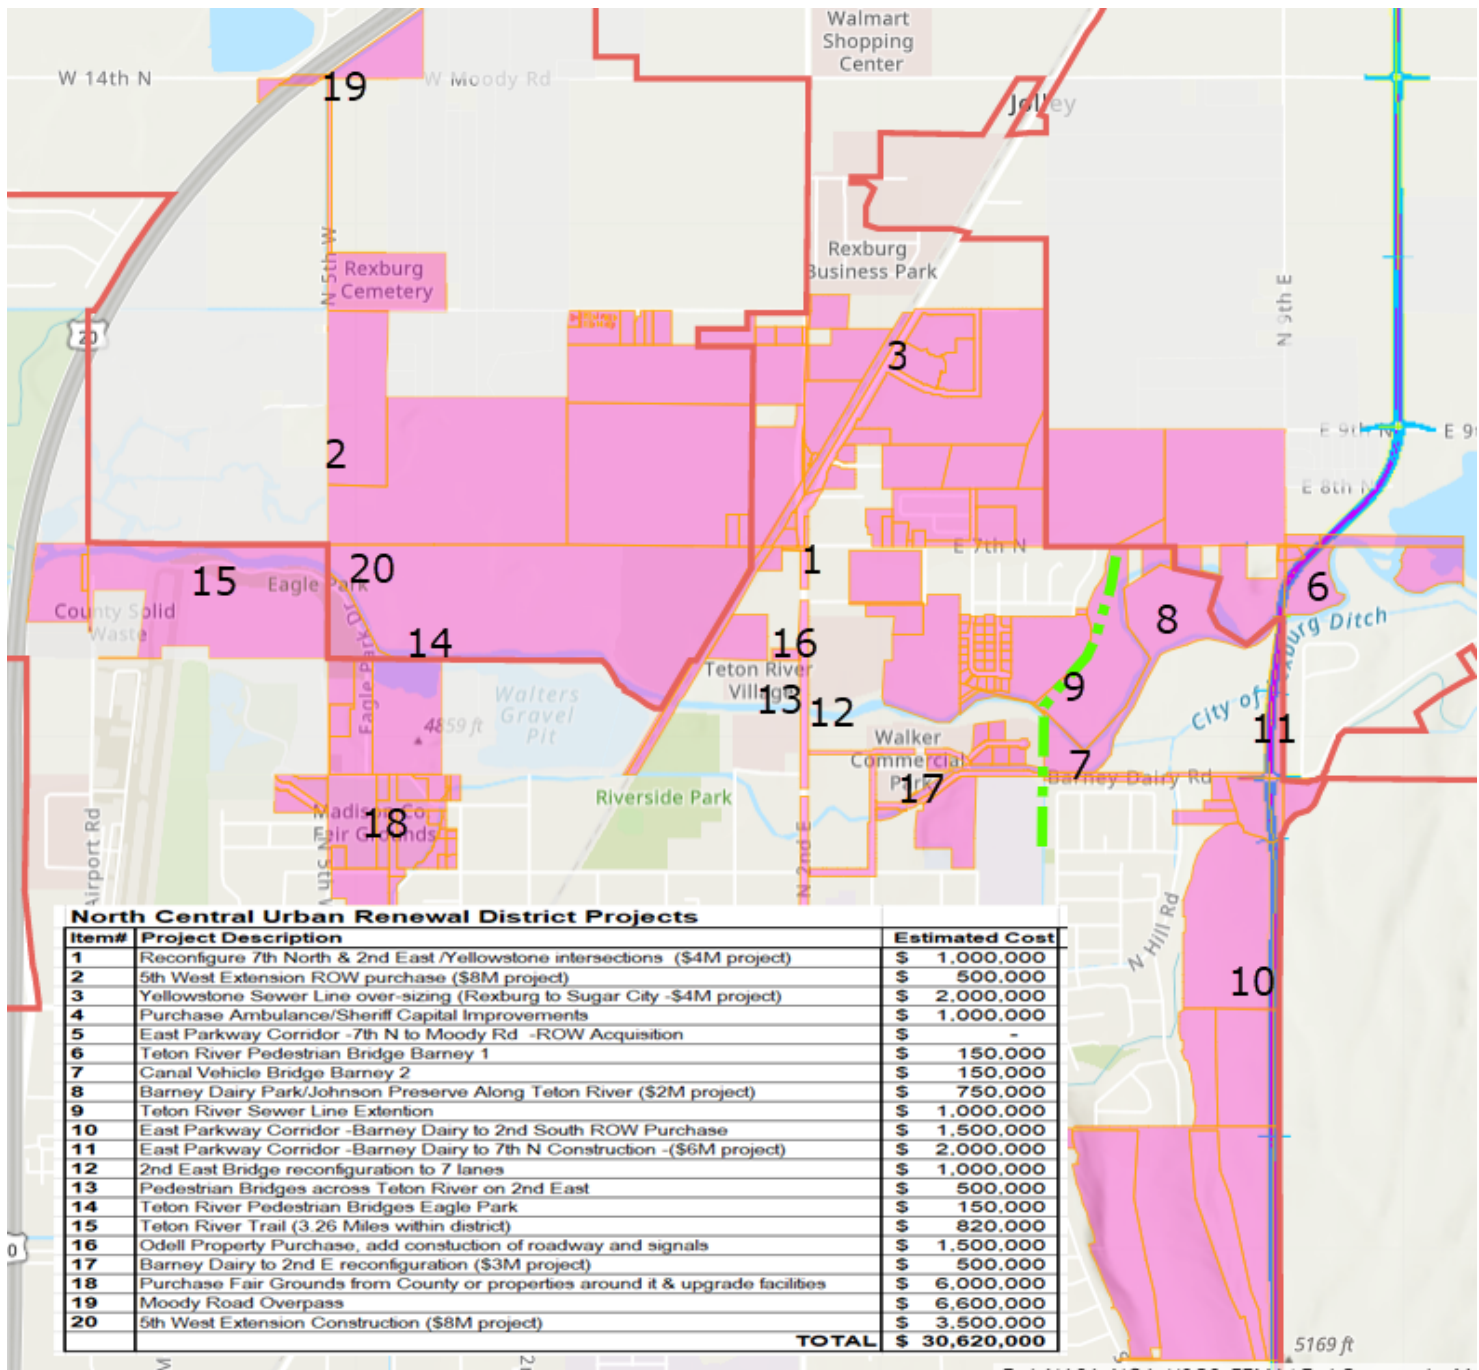 Walmart
Shopping
Center
W 14th N
W Moody Rd
19
Jolley
N 5th W
Rexburg
Cemetery
Rexburg
Business Park
N 9th E
20
3
2
E 9th N
E 9t
E 8th N
1
E 7th N
15
20
Eagle Park
6
County Solid
Waste
8
14
16
Teton River
Village
City of Rexburg Ditch
13
12
9
Eagle Park Dr
Walters
Gravel
Pit
4859 ft
11
Walker
Commercial
Park
7
Barney Dairy Rd
17
Riverside Park
Madison Co.
Fair Grounds
18
Airport Rd
N 5th W
N 2nd E
N Hill Rd
10
North Central Urban Renewal District Projects
Item# Project Description Estimated Cost
1 Reconfigure 7th North & 2nd East /Yellowstone intersections ($4M project) $ 1,000,000
2 5th West Extension ROW purchase ($8M project) $ 500,000
3 Yellowstone Sewer Line over-sizing (Rexburg to Sugar City -$4M project) $ 2,000,000
4 Purchase Ambulance/Sheriff Capital Improvements $ 1,000,000
5 East Parkway Corridor -7th N to Moody Rd -ROW Acquisition $ -
6 Teton River Pedestrian Bridge Barney 1 $ 150,000
7 Canal Vehicle Bridge Barney 2 $ 150,000
8 Barney Dairy Park/Johnson Preserve Along Teton River ($2M project) $ 750,000
9 Teton River Sewer Line Extention $ 1,000,000
10 East Parkway Corridor -Barney Dairy to 2nd South ROW Purchase $ 1,500,000
11 East Parkway Corridor -Barney Dairy to 7th N Construction -($6M project) $ 2,000,000
12 2nd East Bridge reconfiguration to 7 lanes $ 1,000,000
13 Pedestrian Bridges across Teton River on 2nd East $ 500,000
14 Teton River Pedestrian Bridges Eagle Park $ 150,000
15 Teton River Trail (3.26 Miles within district) $ 820,000
16 Odell Property Purchase, add constuction of roadway and signals $ 1,500,000
17 Barney Dairy to 2nd E reconfiguration ($3M project) $ 500,000
18 Purchase Fair Grounds from County or properties around it & upgrade facilities $ 6,000,000
19 Moody Road Overpass $ 6,600,000
20 5th West Extension Construction ($8M project) $ 3,500,000
TOTAL $ 30,620,000
5169 ft